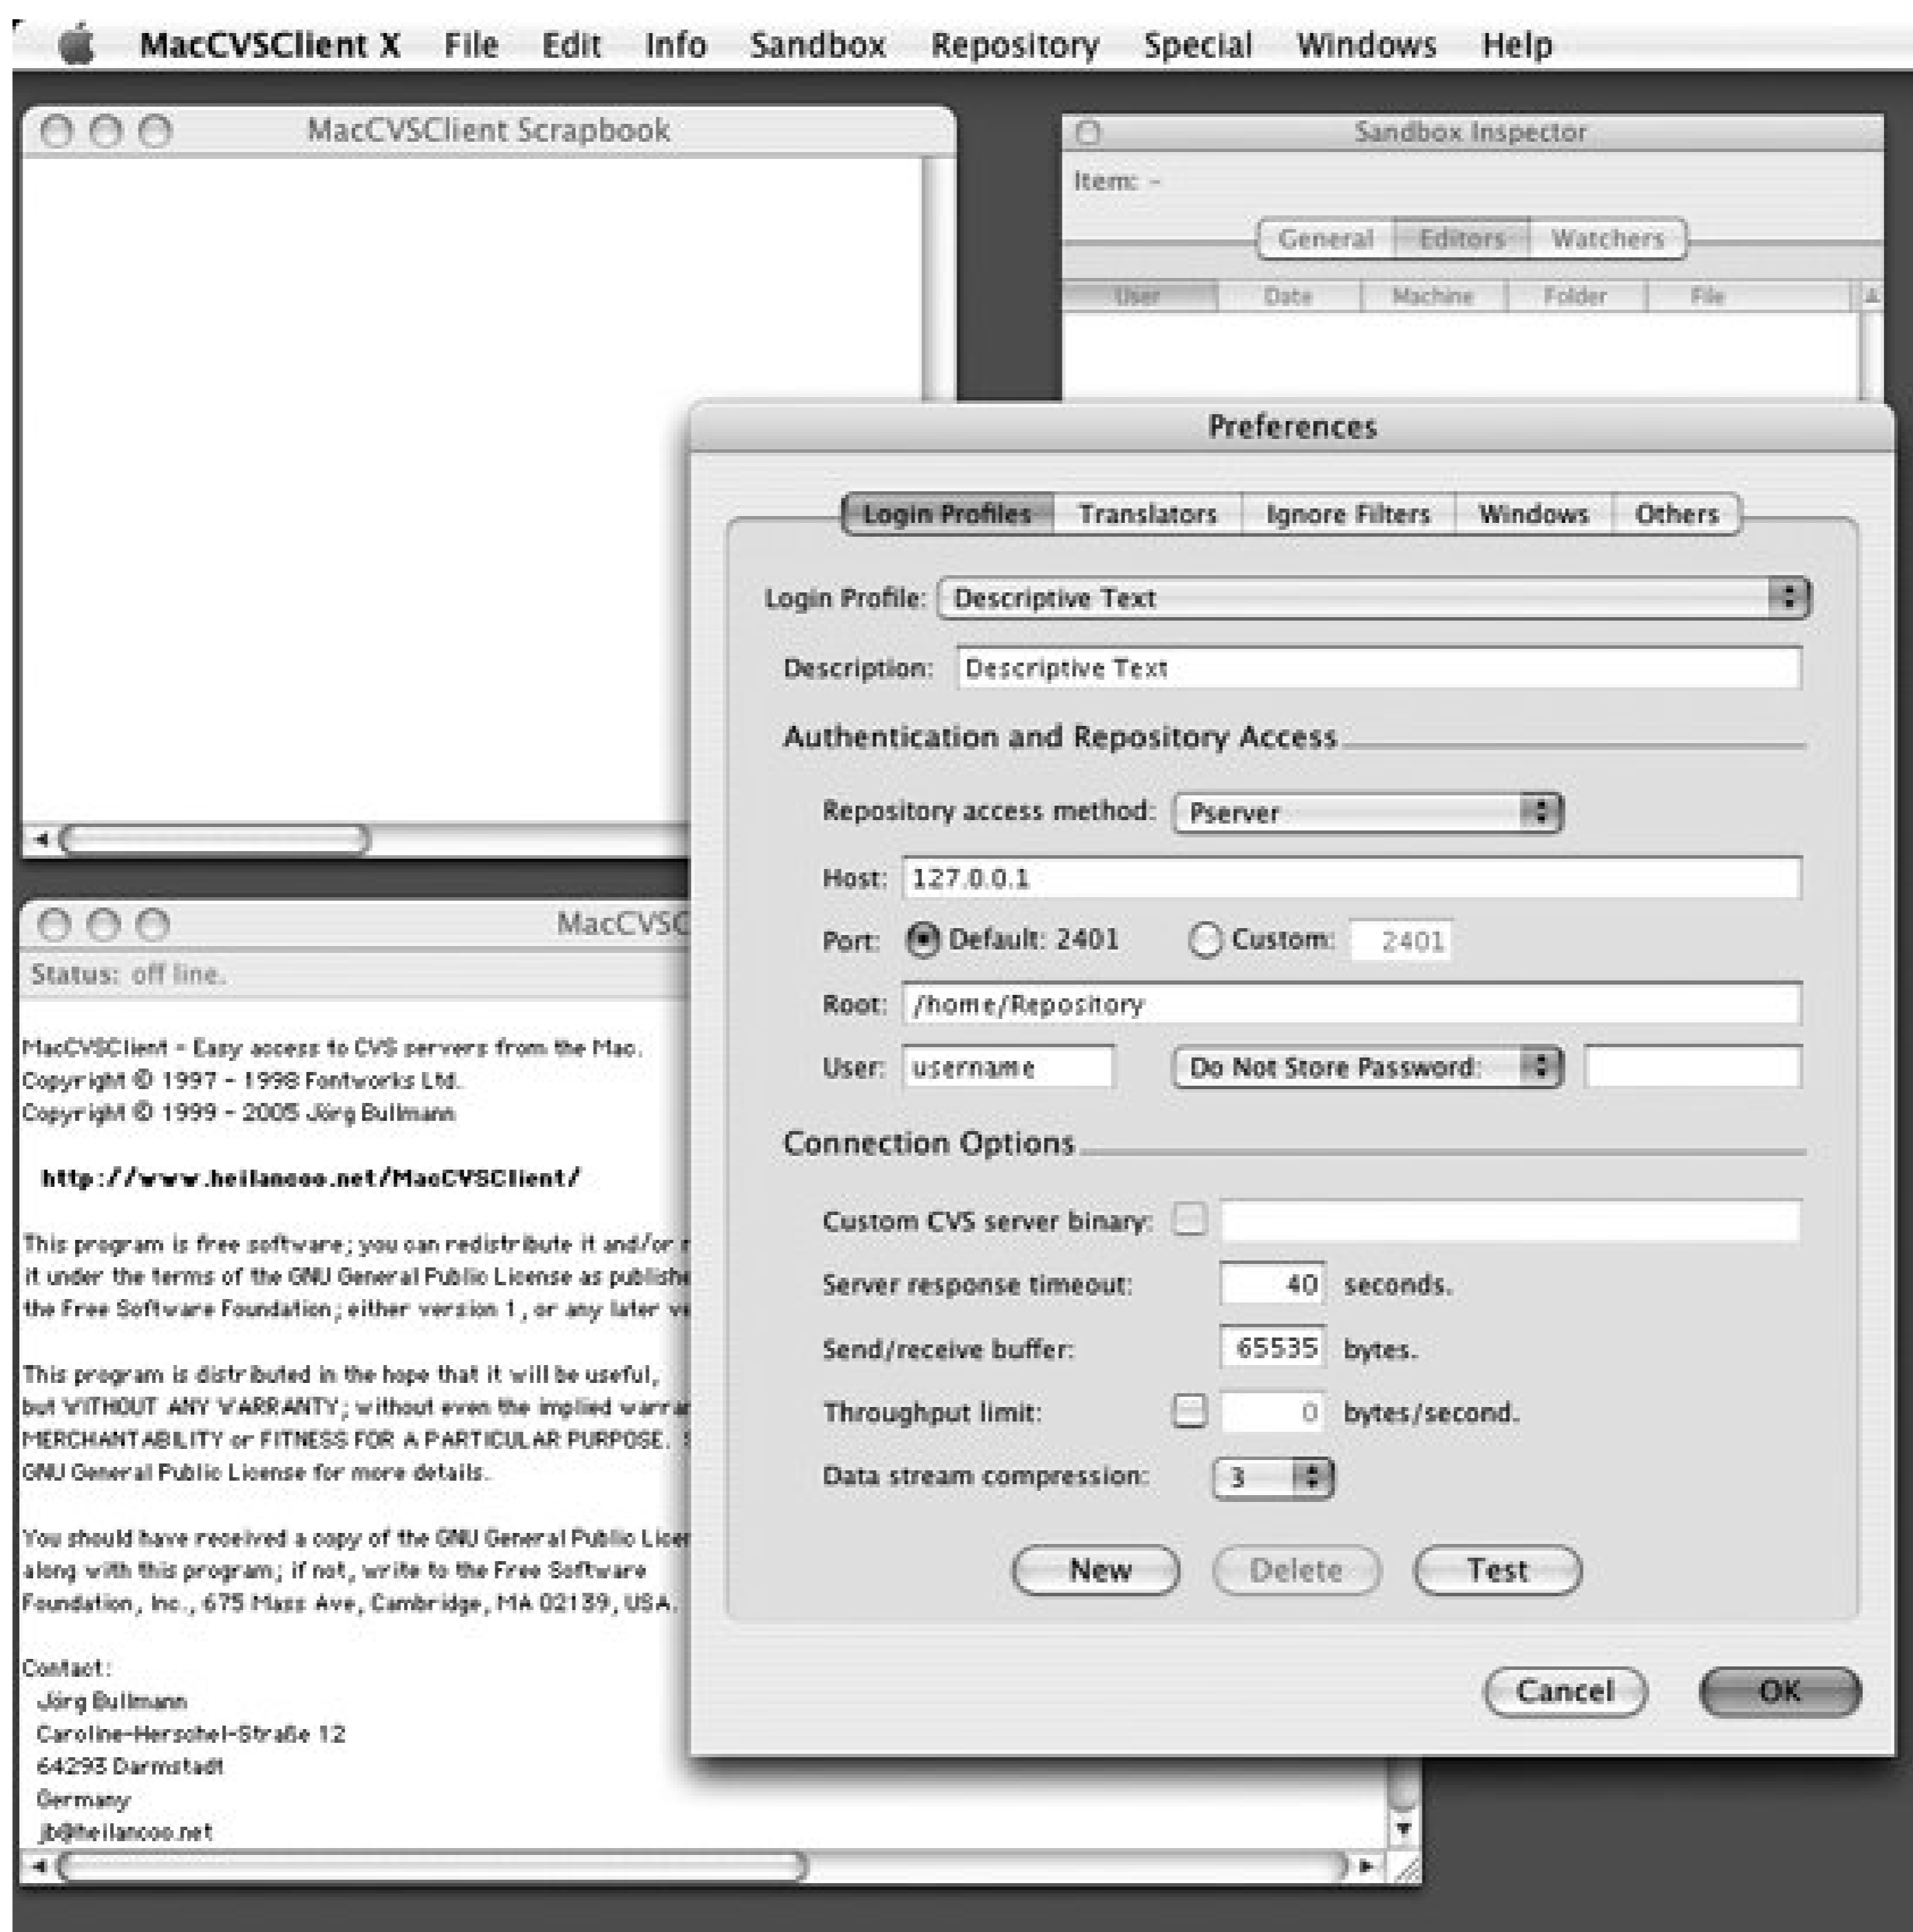 MacCVSClient X File Edit Info Sandbox Repository Special Windows Help
MacCVSClient Scrapbook
Sandbox Inspector
Item: -
General Editors Watchers
User Date Machine Folder File
Preferences
Login Profiles Translators Ignore Filters Windows Others
Login Profile: Descriptive Text
Description: Descriptive Text
Authentication and Repository Access
Repository access method: Pserver
Host: 127.0.0.1
Port: Default: 2401 Custom: 2401
Root: /home/Repository
User: username Do Not Store Password:
Connection Options
Custom CVS server binary:
Server response timeout: 40 seconds.
Send/receive buffer: 65535 bytes.
Throughput limit: 0 bytes/second.
Data stream compression: 3
New Delete Test
Cancel OK
MacCVSC
Status: off line.
MacCVSClient - Easy access to CVS servers from the Mac.
Copyright © 1997 - 1998 Fontworks Ltd.
Copyright © 1999 - 2005 Jörg Bullmann
http://www.heilancoo.net/MacCVSClient/
This program is free software; you can redistribute it and/or
it under the terms of the GNU General Public License as publishe
the Free Software Foundation; either version 1, or any later ve
This program is distributed in the hope that it will be useful,
but WITHOUT ANY WARRANTY; without even the implied warra
MERCHANTABILITY or FITNESS FOR A PARTICULAR PURPOSE.
GNU General Public License for more details.
You should have received a copy of the GNU General Public Licen
along with this program; if not, write to the Free Software
Foundation, Inc., 675 Mass Ave, Cambridge, MA 02139, USA.
Contact:
Jörg Bullmann
Caroline-Herschel-Straße 12
64293 Darmstadt
Germany
jb@heilancoo.net